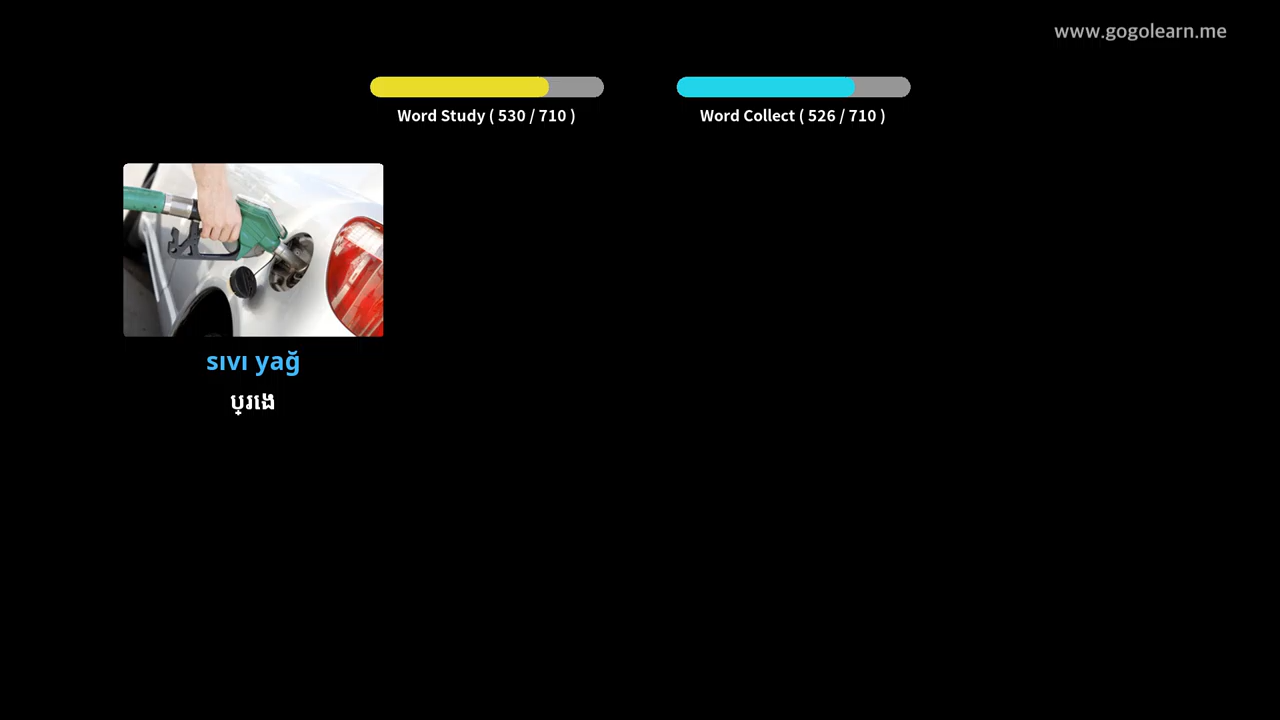 www.gogolearn.me
Word Study ( 530 / 710 )
Word Collect ( 526 / 710 )
sıvı yağ
ប្រេង